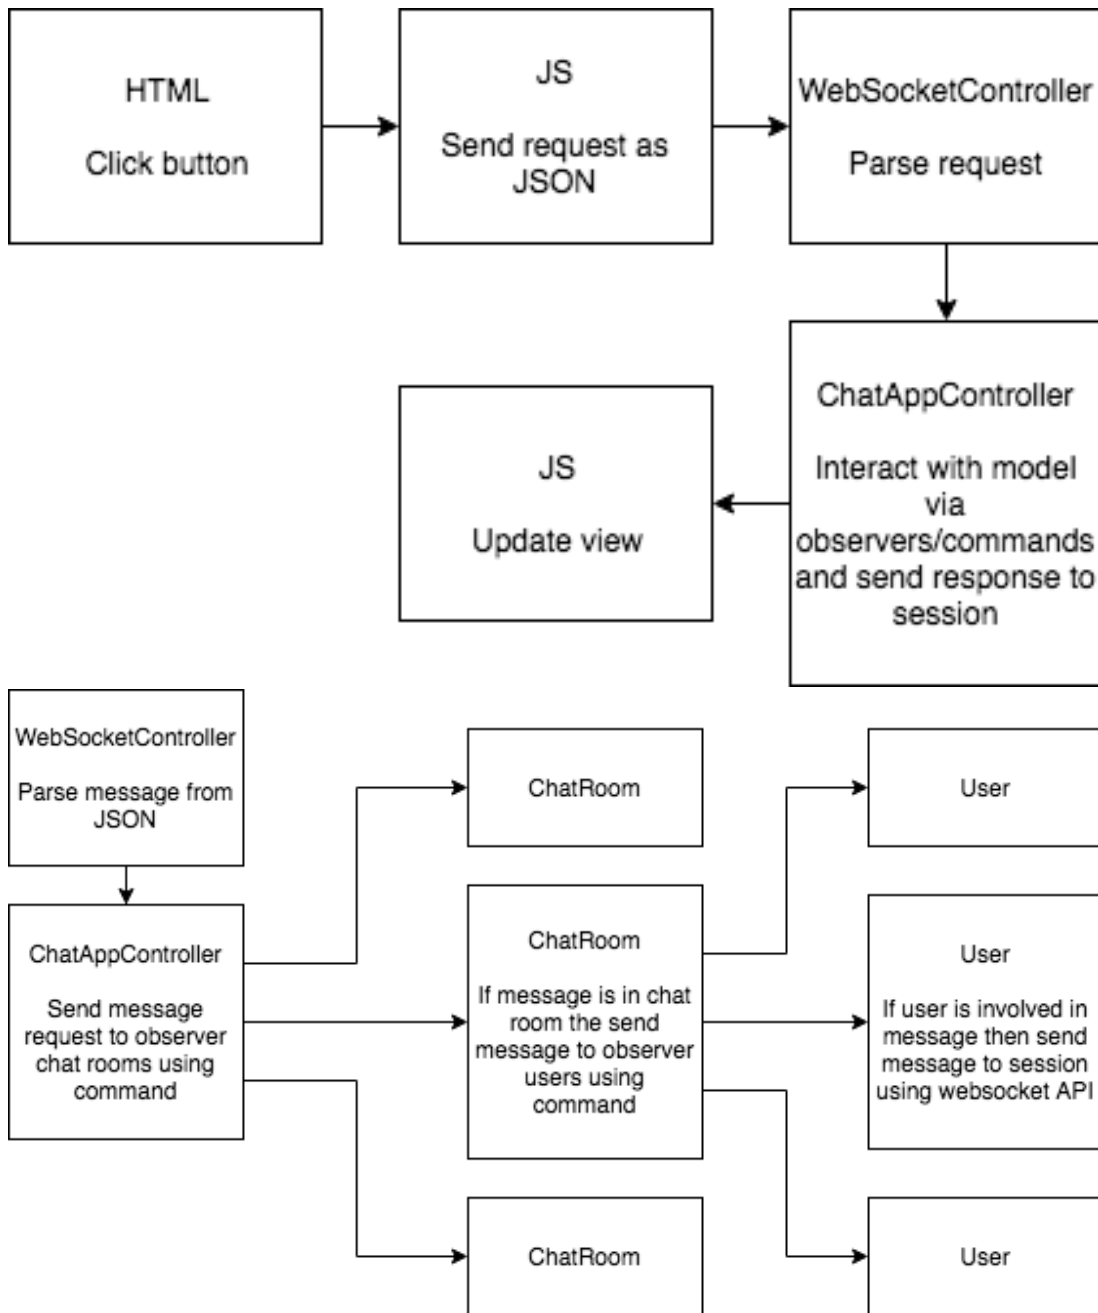 HTML
Click button
JS
Send request as
JSON
WebSocketController
Parse request
ChatAppController
Interact with model
via
observers/commands
and send response to
session
JS
Update view
WebSocketController
Parse message from
JSON
ChatAppController
Send message
request to observer
chat rooms using
command
ChatRoom
ChatRoom
If message is in chat
room the send
message to observer
users using
command
ChatRoom
User
User
If user is involved in
message then send
message to session
using websocket API
User